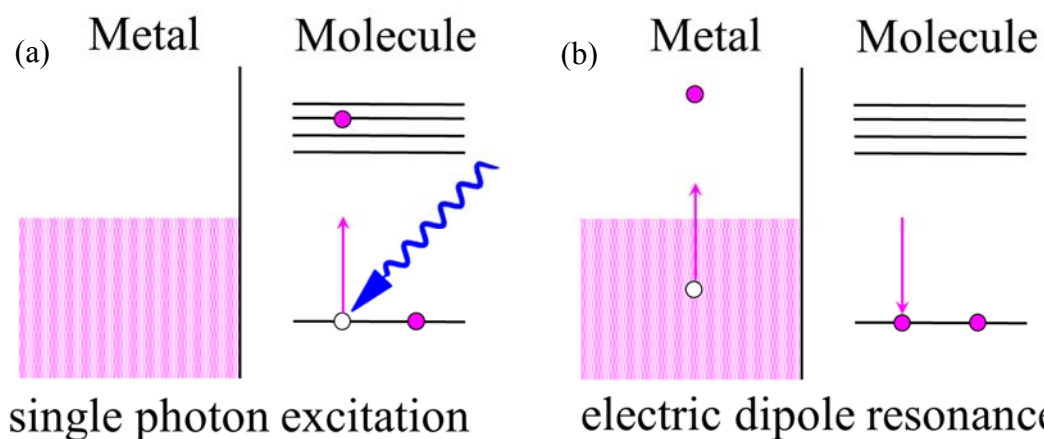 (a) Metal Molecule
(b) Metal Molecule
single photon excitation
electric dipole resonance